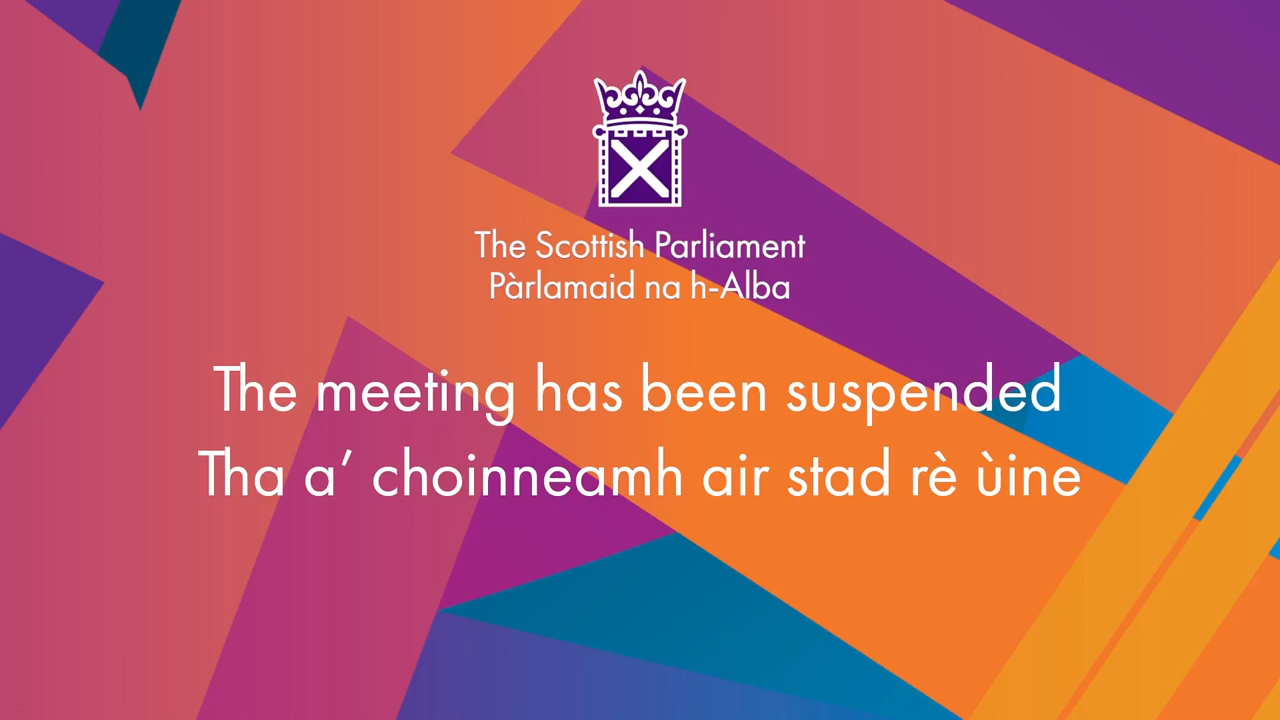 The Scottish Parliament
Pàrlamaid na h-Alba
The meeting has been suspended
Tha a’ choinneamh air stad rè ùine